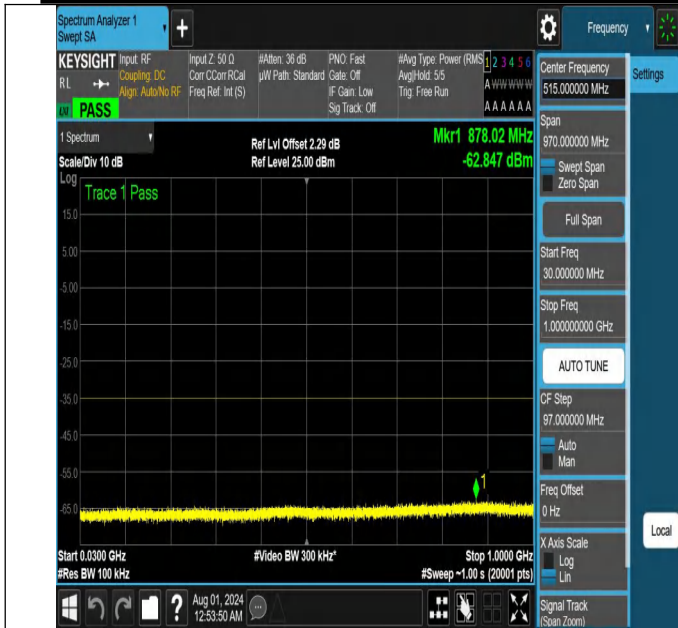 Spectrum Analyzer 1
Swept SA
+
Frequency
KEYSIGHT
RL
PASS
Input: RF
Coupling: DC
Align: Auto/No RF
Input Z: 50 Ω
Corr CCorr RCal
Freq Ref: Int (S)
#Atten: 36 dB
µW Path: Standard
PNO: Fast
Gate: Off
IF Gain: Low
Sig Track: Off
#Avg Type: Power (RMS
Avg|Hold: 5/5
Trig: Free Run
1 2 3 4 5 6
A W W W W W
A A A A A A
1 Spectrum
Scale/Div 10 dB
Ref Lvl Offset 2.29 dB
Ref Level 25.00 dBm
Mkr1 878.02 MHz
-62.847 dBm
Log
Trace 1 Pass
15.0
5.00
-5.00
-15.0
-25.0
-35.0
-45.0
-55.0
-65.0
1
Start 0.0300 GHz
#Res BW 100 kHz
#Video BW 300 kHz*
Stop 1.0000 GHz
#Sweep ~1.00 s (20001 pts)
?
Aug 01, 2024
12:53:50 AM
Center Frequency
515.000000 MHz
Span
970.000000 MHz
Swept Span
Zero Span
Full Span
Start Freq
30.000000 MHz
Stop Freq
1.000000000 GHz
AUTO TUNE
CF Step
97.000000 MHz
Auto
Man
Freq Offset
0 Hz
X Axis Scale
Log
Lin
Signal Track
(Span Zoom)
Settings
Local